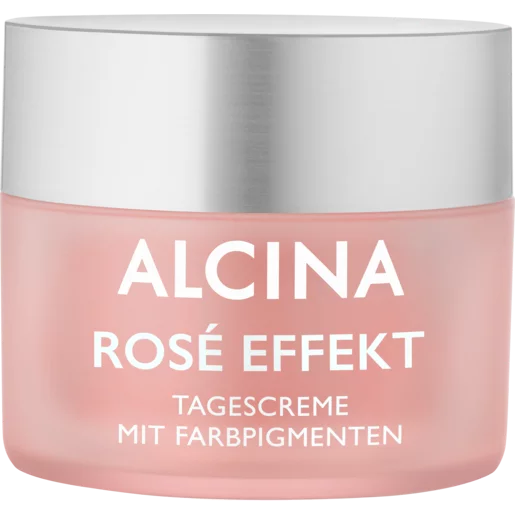 ALCINA
ROSÉ EFFEKT
TAGESCREME
MIT FARBPIGMENTEN